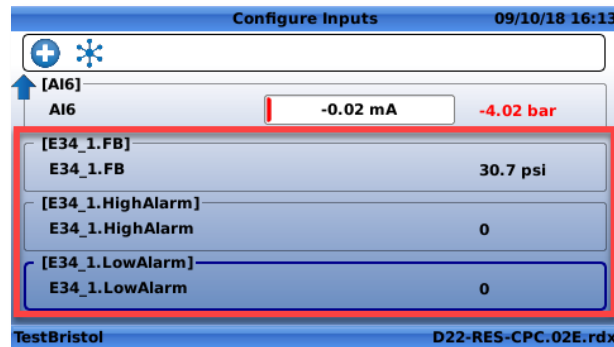 Configure Inputs 09/10/18 16:13
[AI6]
AI6 -0.02 mA -4.02 bar
[E34_1.FB]
E34_1.FB 30.7 psi
[E34_1.HighAlarm]
E34_1.HighAlarm 0
[E34_1.LowAlarm]
E34_1.LowAlarm 0
TestBristol D22-RES-CPC.02E.rdx